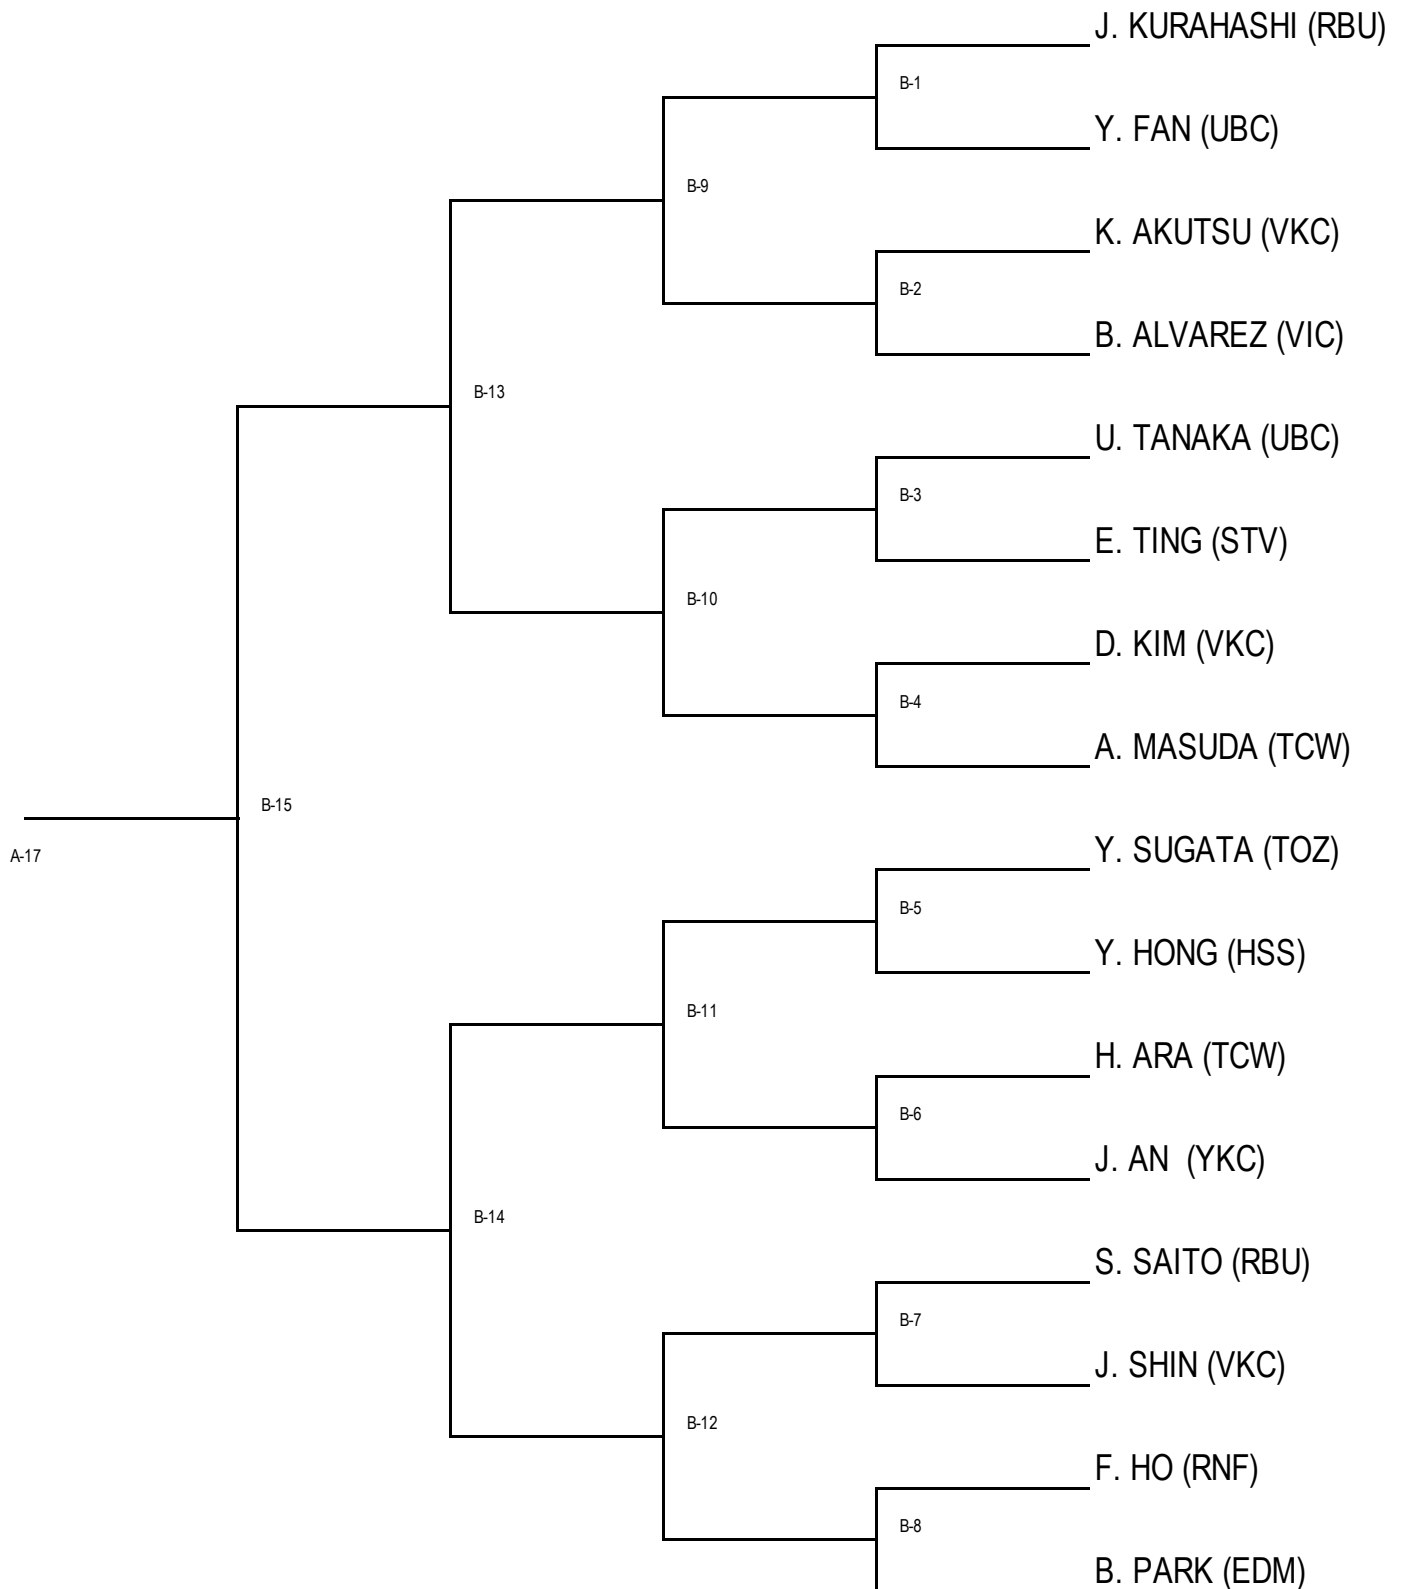 J. KURAHASHI (RBU)
B-1
Y. FAN (UBC)
B-9
K. AKUTSU (VKC)
B-2
B. ALVAREZ (VIC)
B-13
U. TANAKA (UBC)
B-3
E. TING (STV)
B-10
D. KIM (VKC)
B-4
A. MASUDA (TCW)
B-15
A-17
Y. SUGATA (TOZ)
B-5
Y. HONG (HSS)
B-11
H. ARA (TCW)
B-6
J. AN (YKC)
B-14
S. SAITO (RBU)
B-7
J. SHIN (VKC)
B-12
F. HO (RNF)
B-8
B. PARK (EDM)